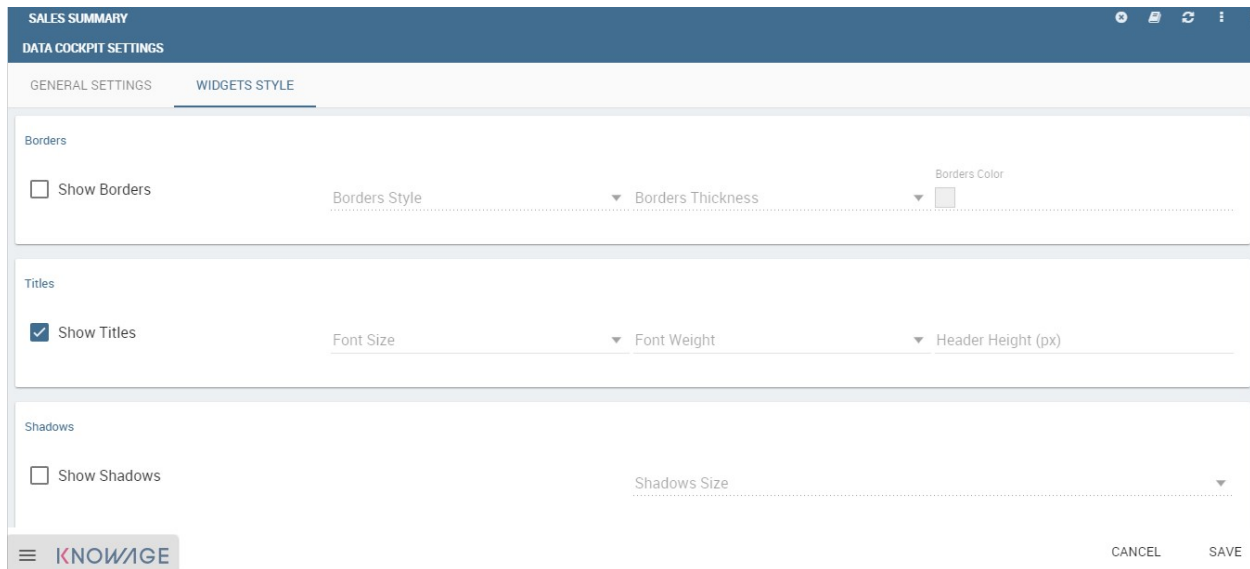 SALES SUMMARY
DATA COCKPIT SETTINGS
GENERAL SETTINGS WIDGETS STYLE
Borders
Show Borders Borders Style Borders Thickness Borders Color
Titles
Show Titles Font Size Font Weight Header Height (px)
Shadows
Show Shadows Shadows Size
KNOWAGE CANCEL SAVE